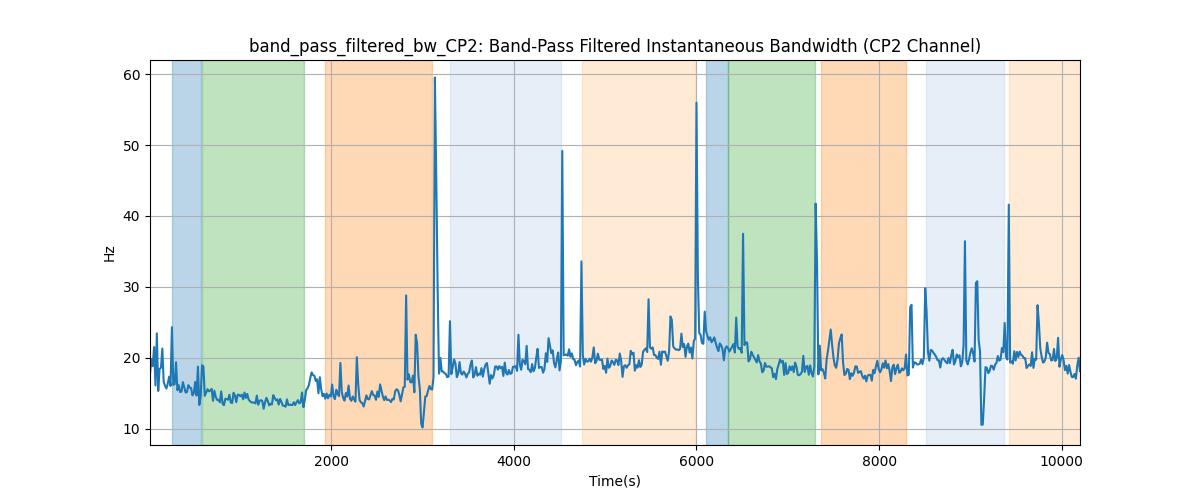 band_pass_filtered_bw_CP2: Band-Pass Filtered Instantaneous Bandwidth (CP2 Channel)
60
50
40
30
20
10
Hz
2000 4000 6000 8000 10000
Time(s)